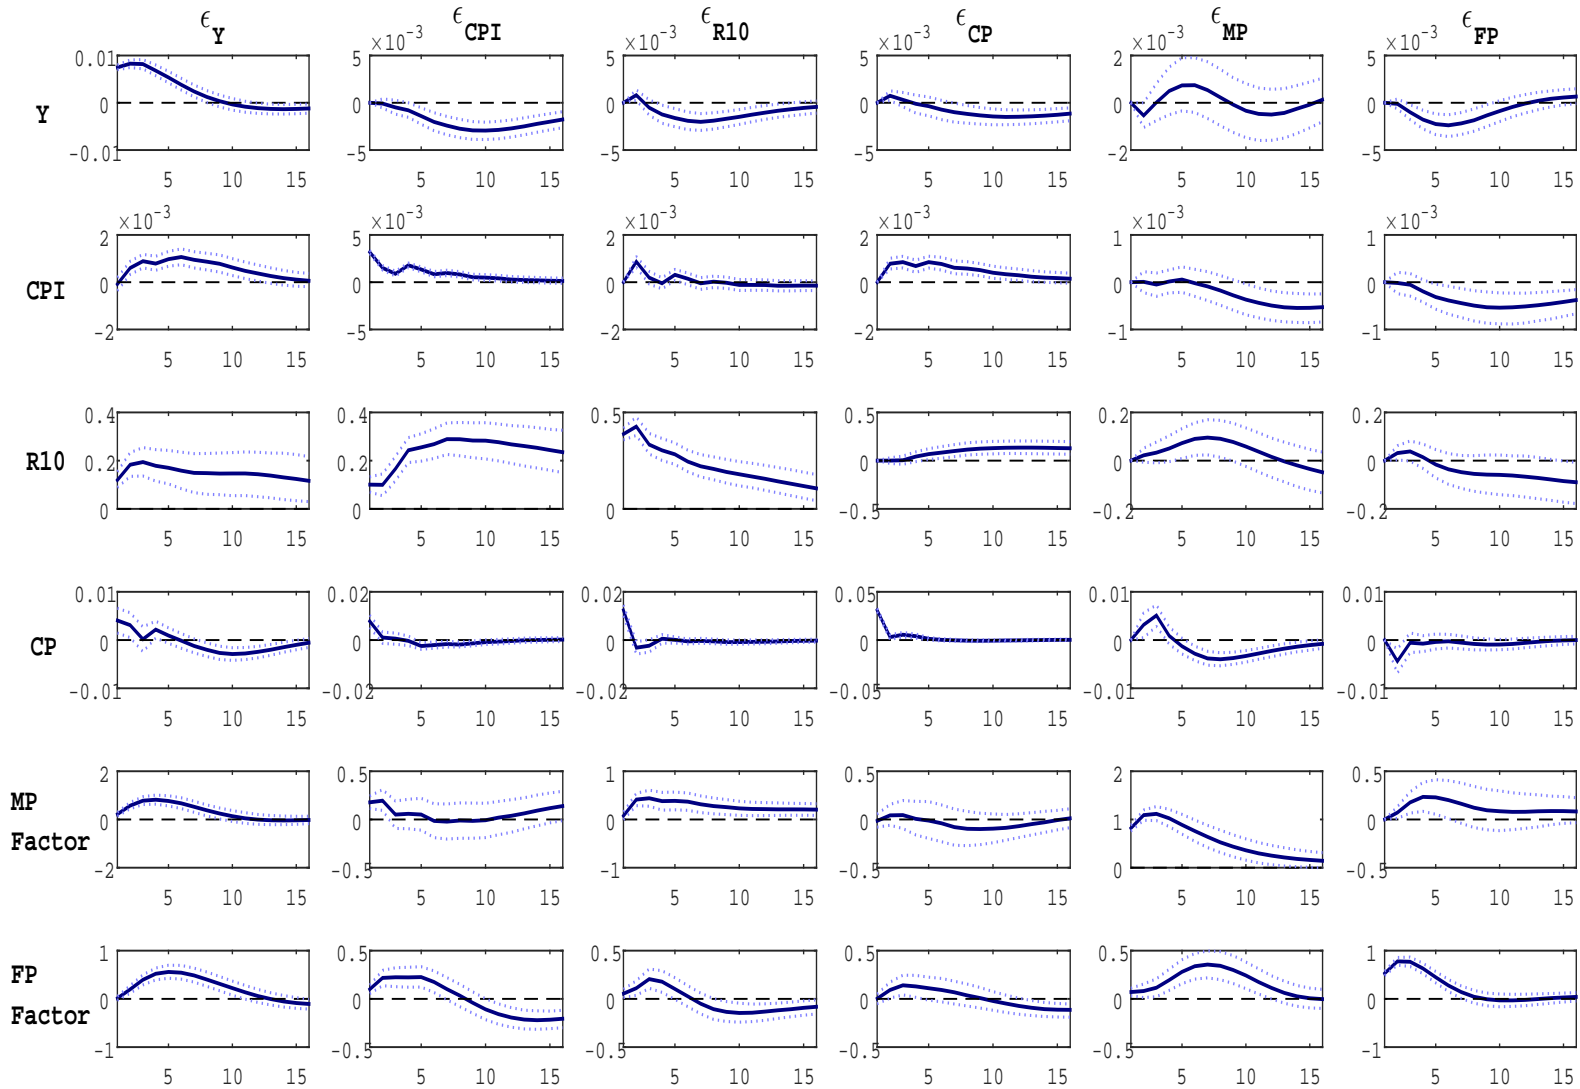 ϵ_Y ϵ_CPI ϵ_R10 ϵ_CP ϵ_MP ϵ_FP
×10⁻³ ×10⁻³ ×10⁻³ ×10⁻³ ×10⁻³
0.01 5 5 5 2 5
Y 0 0 0 0 0 0
-0.01 -5 -5 -5 -2 -5
5 10 15 5 10 15 5 10 15 5 10 15 5 10 15 5 10 15
×10⁻³ ×10⁻³ ×10⁻³ ×10⁻³ ×10⁻³ ×10⁻³
2 5 2 2 1 1
CPI 0 0 0 0 0 0
-2 -5 -2 -2 -1 -1
5 10 15 5 10 15 5 10 15 5 10 15 5 10 15 5 10 15
0.4 0.4 0.5 0.5 0.2 0.2
R10 0.2 0.2 0 0 0
0 0 0 -0.5 -0.2 -0.2
5 10 15 5 10 15 5 10 15 5 10 15 5 10 15 5 10 15
0.01 0.02 0.02 0.05 0.01 0.01
CP 0 0 0 0 0 0
-0.01 -0.02 -0.02 -0.05 -0.01 -0.01
5 10 15 5 10 15 5 10 15 5 10 15 5 10 15 5 10 15
2 0.5 1 0.5 2 0.5
MP 0 0 0 0 1 0
Factor
-2 -0.5 -1 -0.5 0 -0.5
5 10 15 5 10 15 5 10 15 5 10 15 5 10 15 5 10 15
1 0.5 0.5 0.5 0.5 1
FP 0 0 0 0 0 0
Factor
-1 -0.5 -0.5 -0.5 -0.5 -1
5 10 15 5 10 15 5 10 15 5 10 15 5 10 15 5 10 15